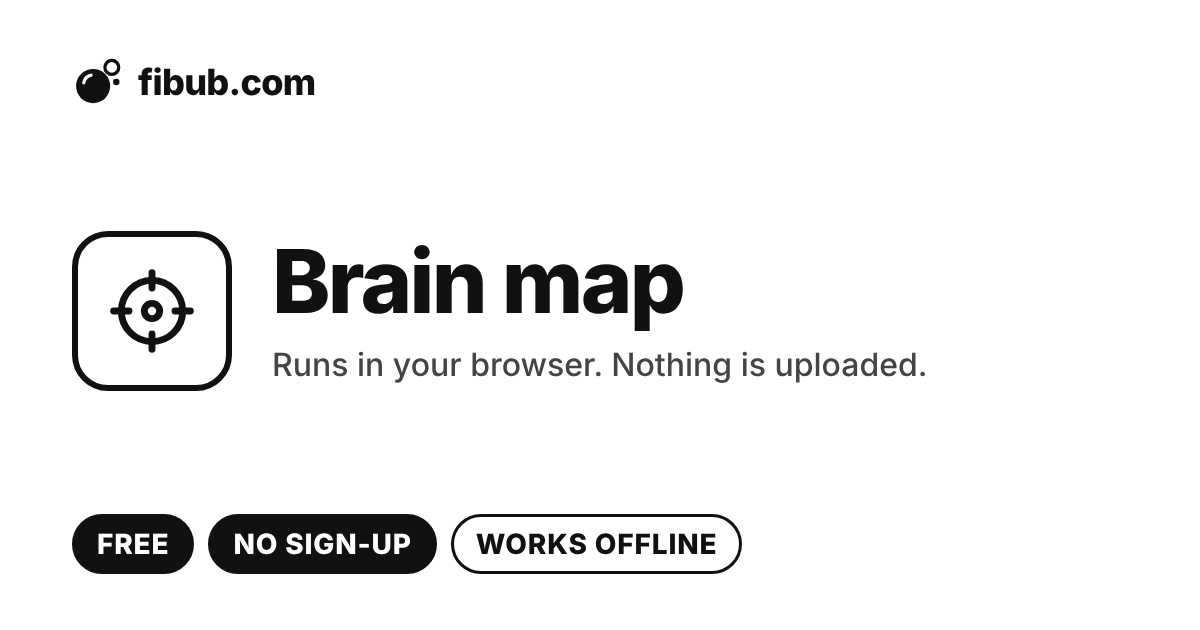 fibub.com
Brain map
Runs in your browser. Nothing is uploaded.
FREE
NO SIGN-UP
WORKS OFFLINE